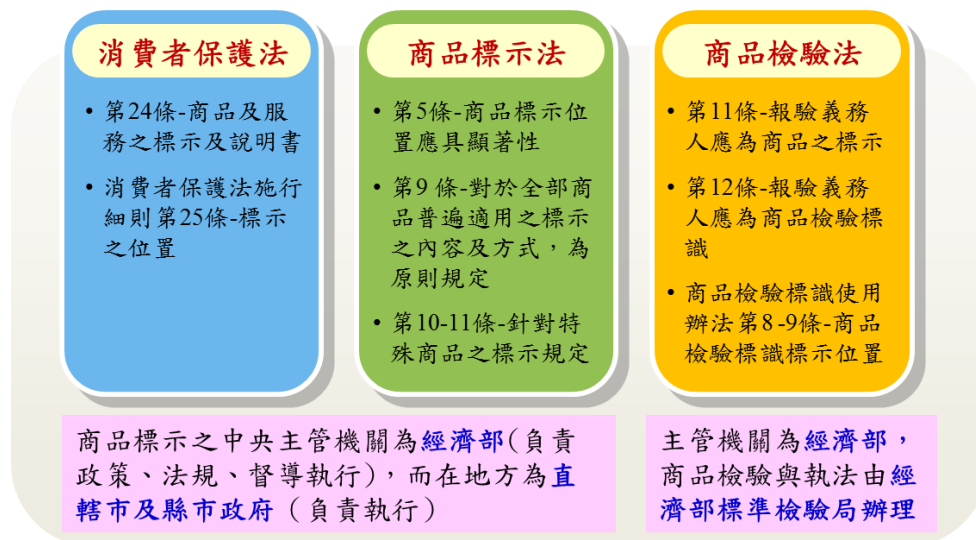 消費者保護法
• 第24條-商品及服
務之標示及說明書
• 消費者保護法施行
細則第25條-標示
之位置
商品標示法
• 第5條-商品標示位
置應具顯著性
• 第9 條-對於全部商
品普遍適用之標示
之內容及方式，為
原則規定
• 第10-11條-針對特
殊商品之標示規定
商品檢驗法
• 第11條-報驗義務
人應為商品之標示
• 第12條-報驗義務
人應為商品檢驗標
識
• 商品檢驗標識使用
辦法第8 -9條-商品
檢驗標識標示位置
商品標示之中央主管機關為經濟部(負責
政策、法規、督導執行)，而在地方為直
轄市及縣市政府（負責執行）
主管機關為經濟部，
商品檢驗與執法由經
濟部標準檢驗局辦理